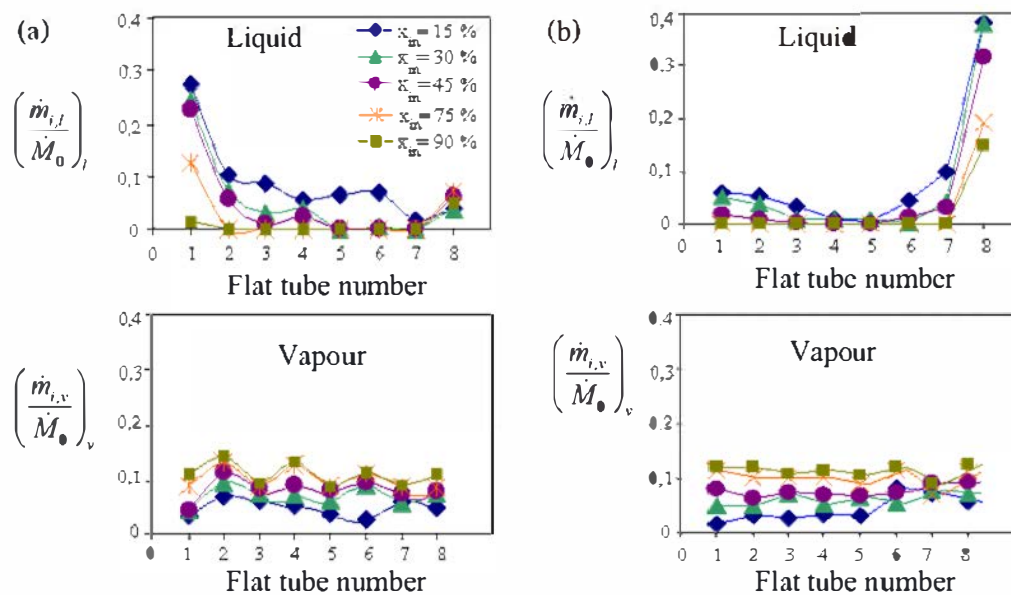 (a)
Liquid
0,4
0,3
0,2
0,1
0
x_in=15 %
x_in=30 %
x_in=45 %
x_in=75 %
x_in=90 %
(ṁ_i,l / Ṁ_0)_l
0 1 2 3 4 5 6 7 8
Flat tube number
(b)
Liquid
0,4
0,3
0,2
0,1
0
(ṁ_i,l / Ṁ_0)_l
0 1 2 3 4 5 6 7 8
Flat tube number
Vapour
0,4
0,3
0,2
0,1
0
(ṁ_i,v / Ṁ_0)_v
0 1 2 3 4 5 6 7 8
Flat tube number
Vapour
0,4
0,3
0,2
0,1
0
(ṁ_i,v / Ṁ_0)_v
0 1 2 3 4 5 6 7 8
Flat tube number